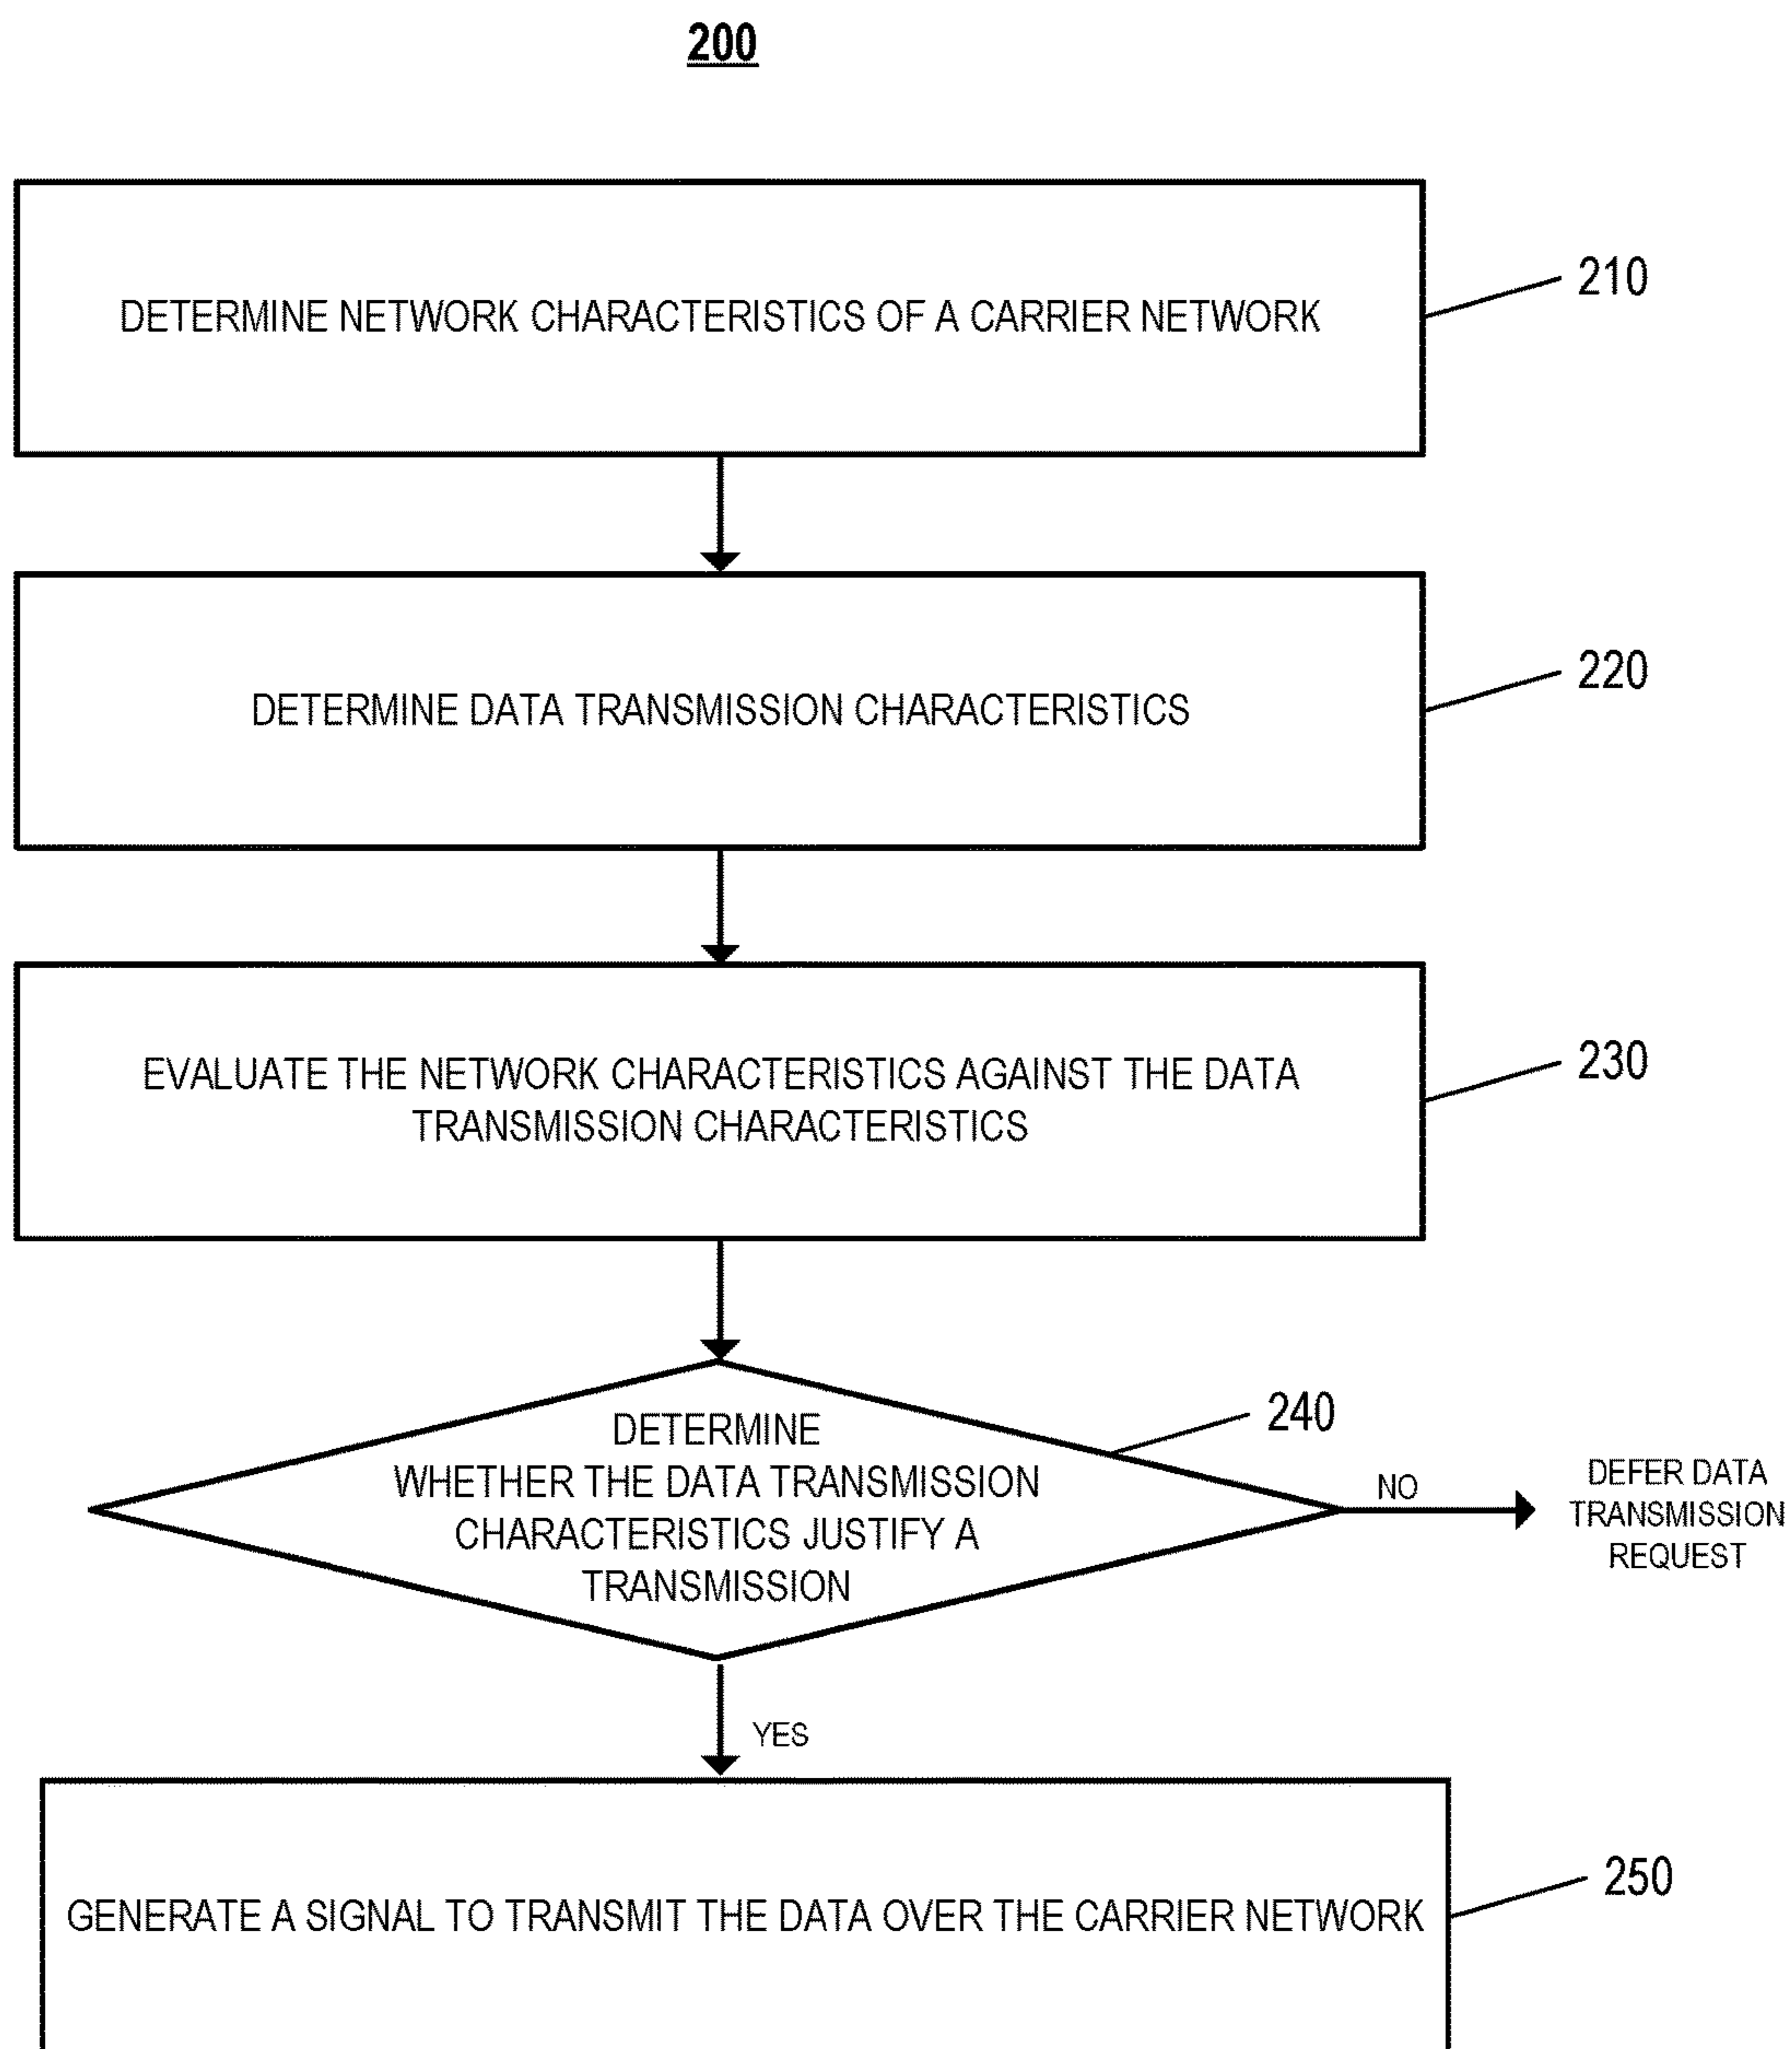 200
DETERMINE NETWORK CHARACTERISTICS OF A CARRIER NETWORK
210
DETERMINE DATA TRANSMISSION CHARACTERISTICS
220
EVALUATE THE NETWORK CHARACTERISTICS AGAINST THE DATA
TRANSMISSION CHARACTERISTICS
230
DETERMINE
WHETHER THE DATA TRANSMISSION
CHARACTERISTICS JUSTIFY A
TRANSMISSION
240
NO
DEFER DATA
TRANSMISSION
REQUEST
YES
GENERATE A SIGNAL TO TRANSMIT THE DATA OVER THE CARRIER NETWORK
250